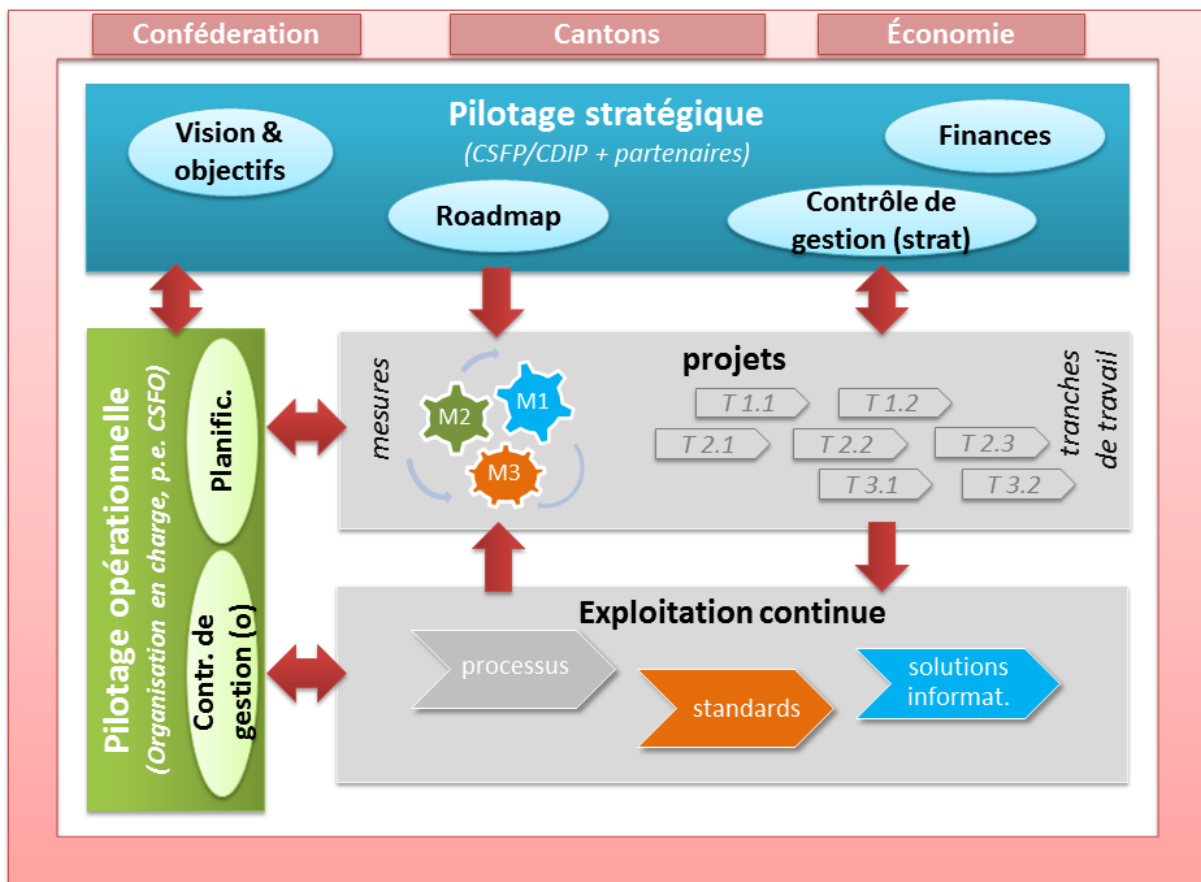 Conféderation
Cantons
Économie
Pilotage stratégique
(CSFP/CDIP + partenaires)
Vision &
objectifs
Finances
Roadmap
Contrôle de
gestion (strat)
Pilotage opérationnelle
(Organisation en charge, p.e. CSFO)
Planific.
Contr. de
gestion (o)
mesures
M1
M2
M3
projets
T 1.1
T 1.2
T 2.1
T 2.2
T 2.3
T 3.1
T 3.2
tranches
de travail
Exploitation continue
processus
standards
solutions
informat.